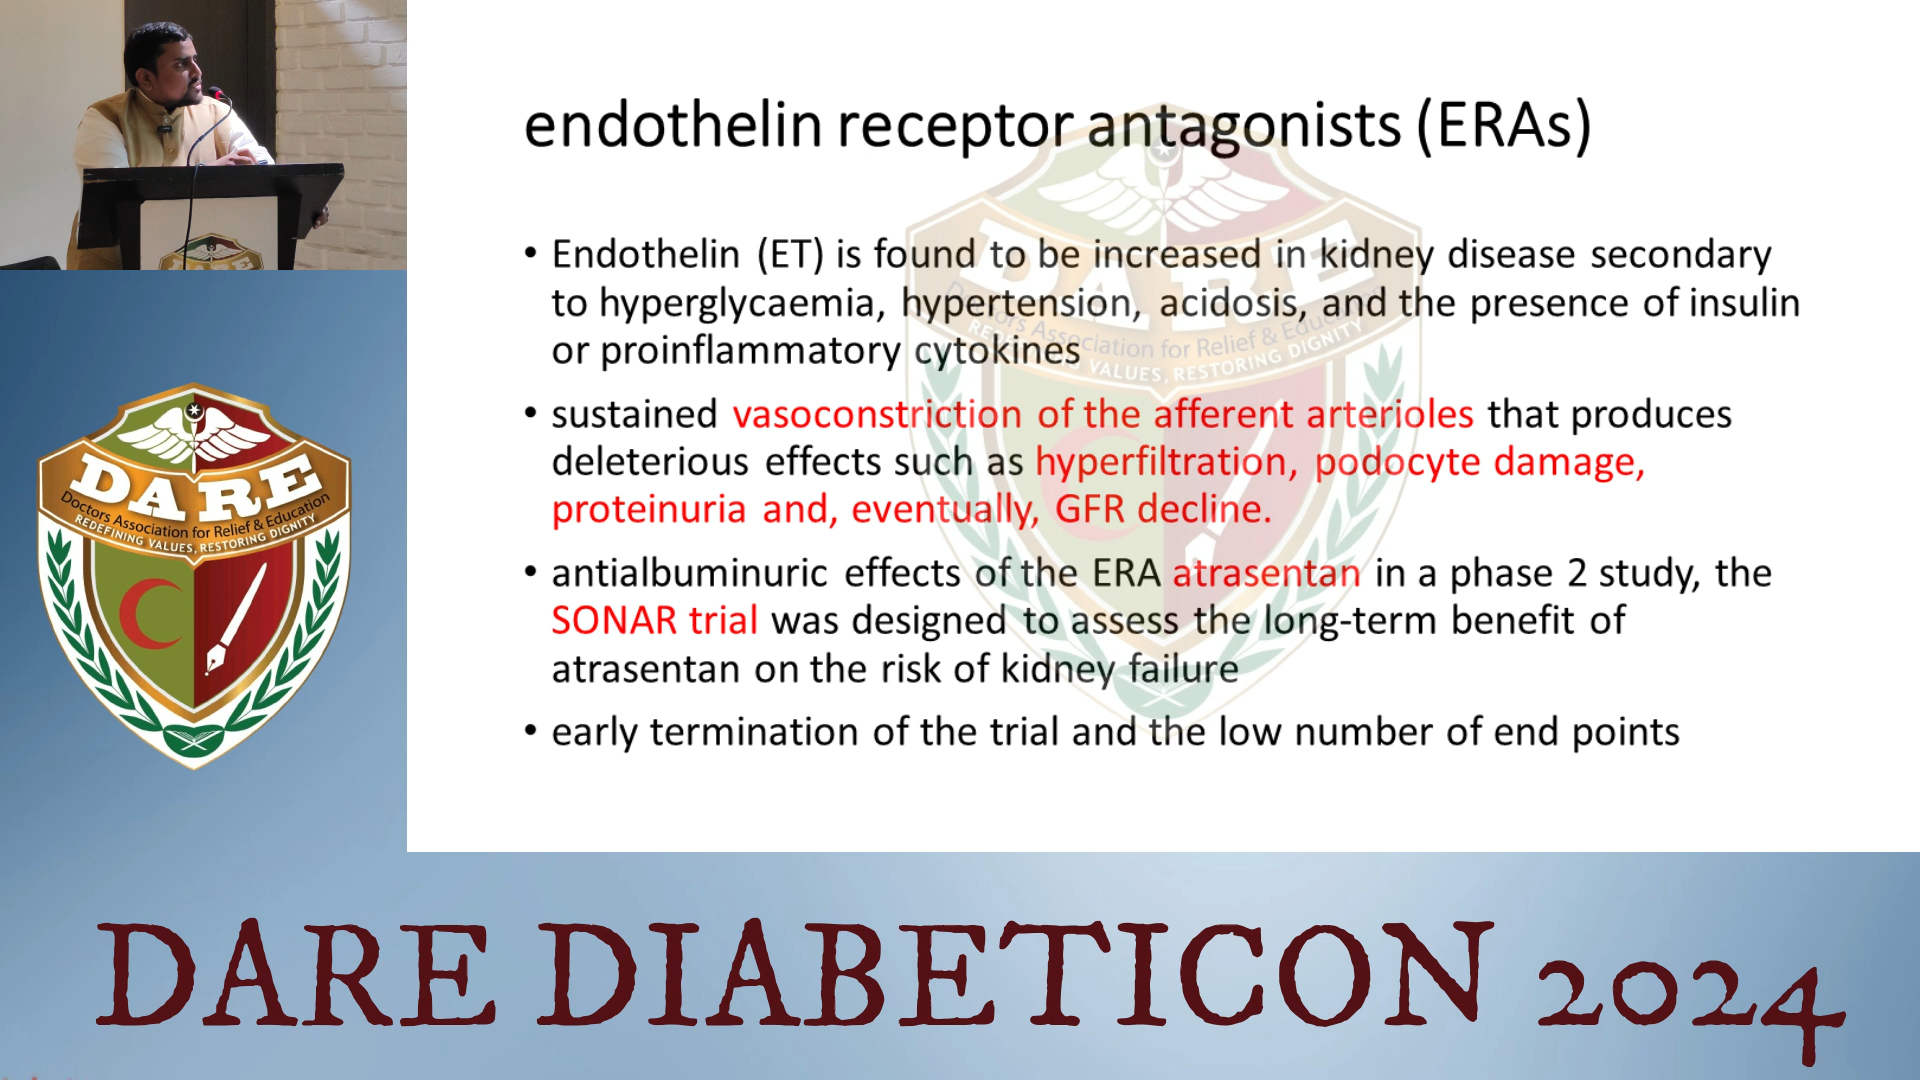 endothelin receptor antagonists (ERAs)
• Endothelin (ET) is found to be increased in kidney disease secondary
to hyperglycaemia, hypertension, acidosis, and the presence of insulin
or proinflammatory cytokines
• sustained vasoconstriction of the afferent arterioles that produces
deleterious effects such as hyperfiltration, podocyte damage,
proteinuria and, eventually, GFR decline.
• antialbuminuric effects of the ERA atrasentan in a phase 2 study, the
SONAR trial was designed to assess the long-term benefit of
atrasentan on the risk of kidney failure
• early termination of the trial and the low number of end points
DARE
Doctors Association for Relief & Education
REDEFINING VALUES, RESTORING DIGNITY
DARE
DARE DIABETICON 2024